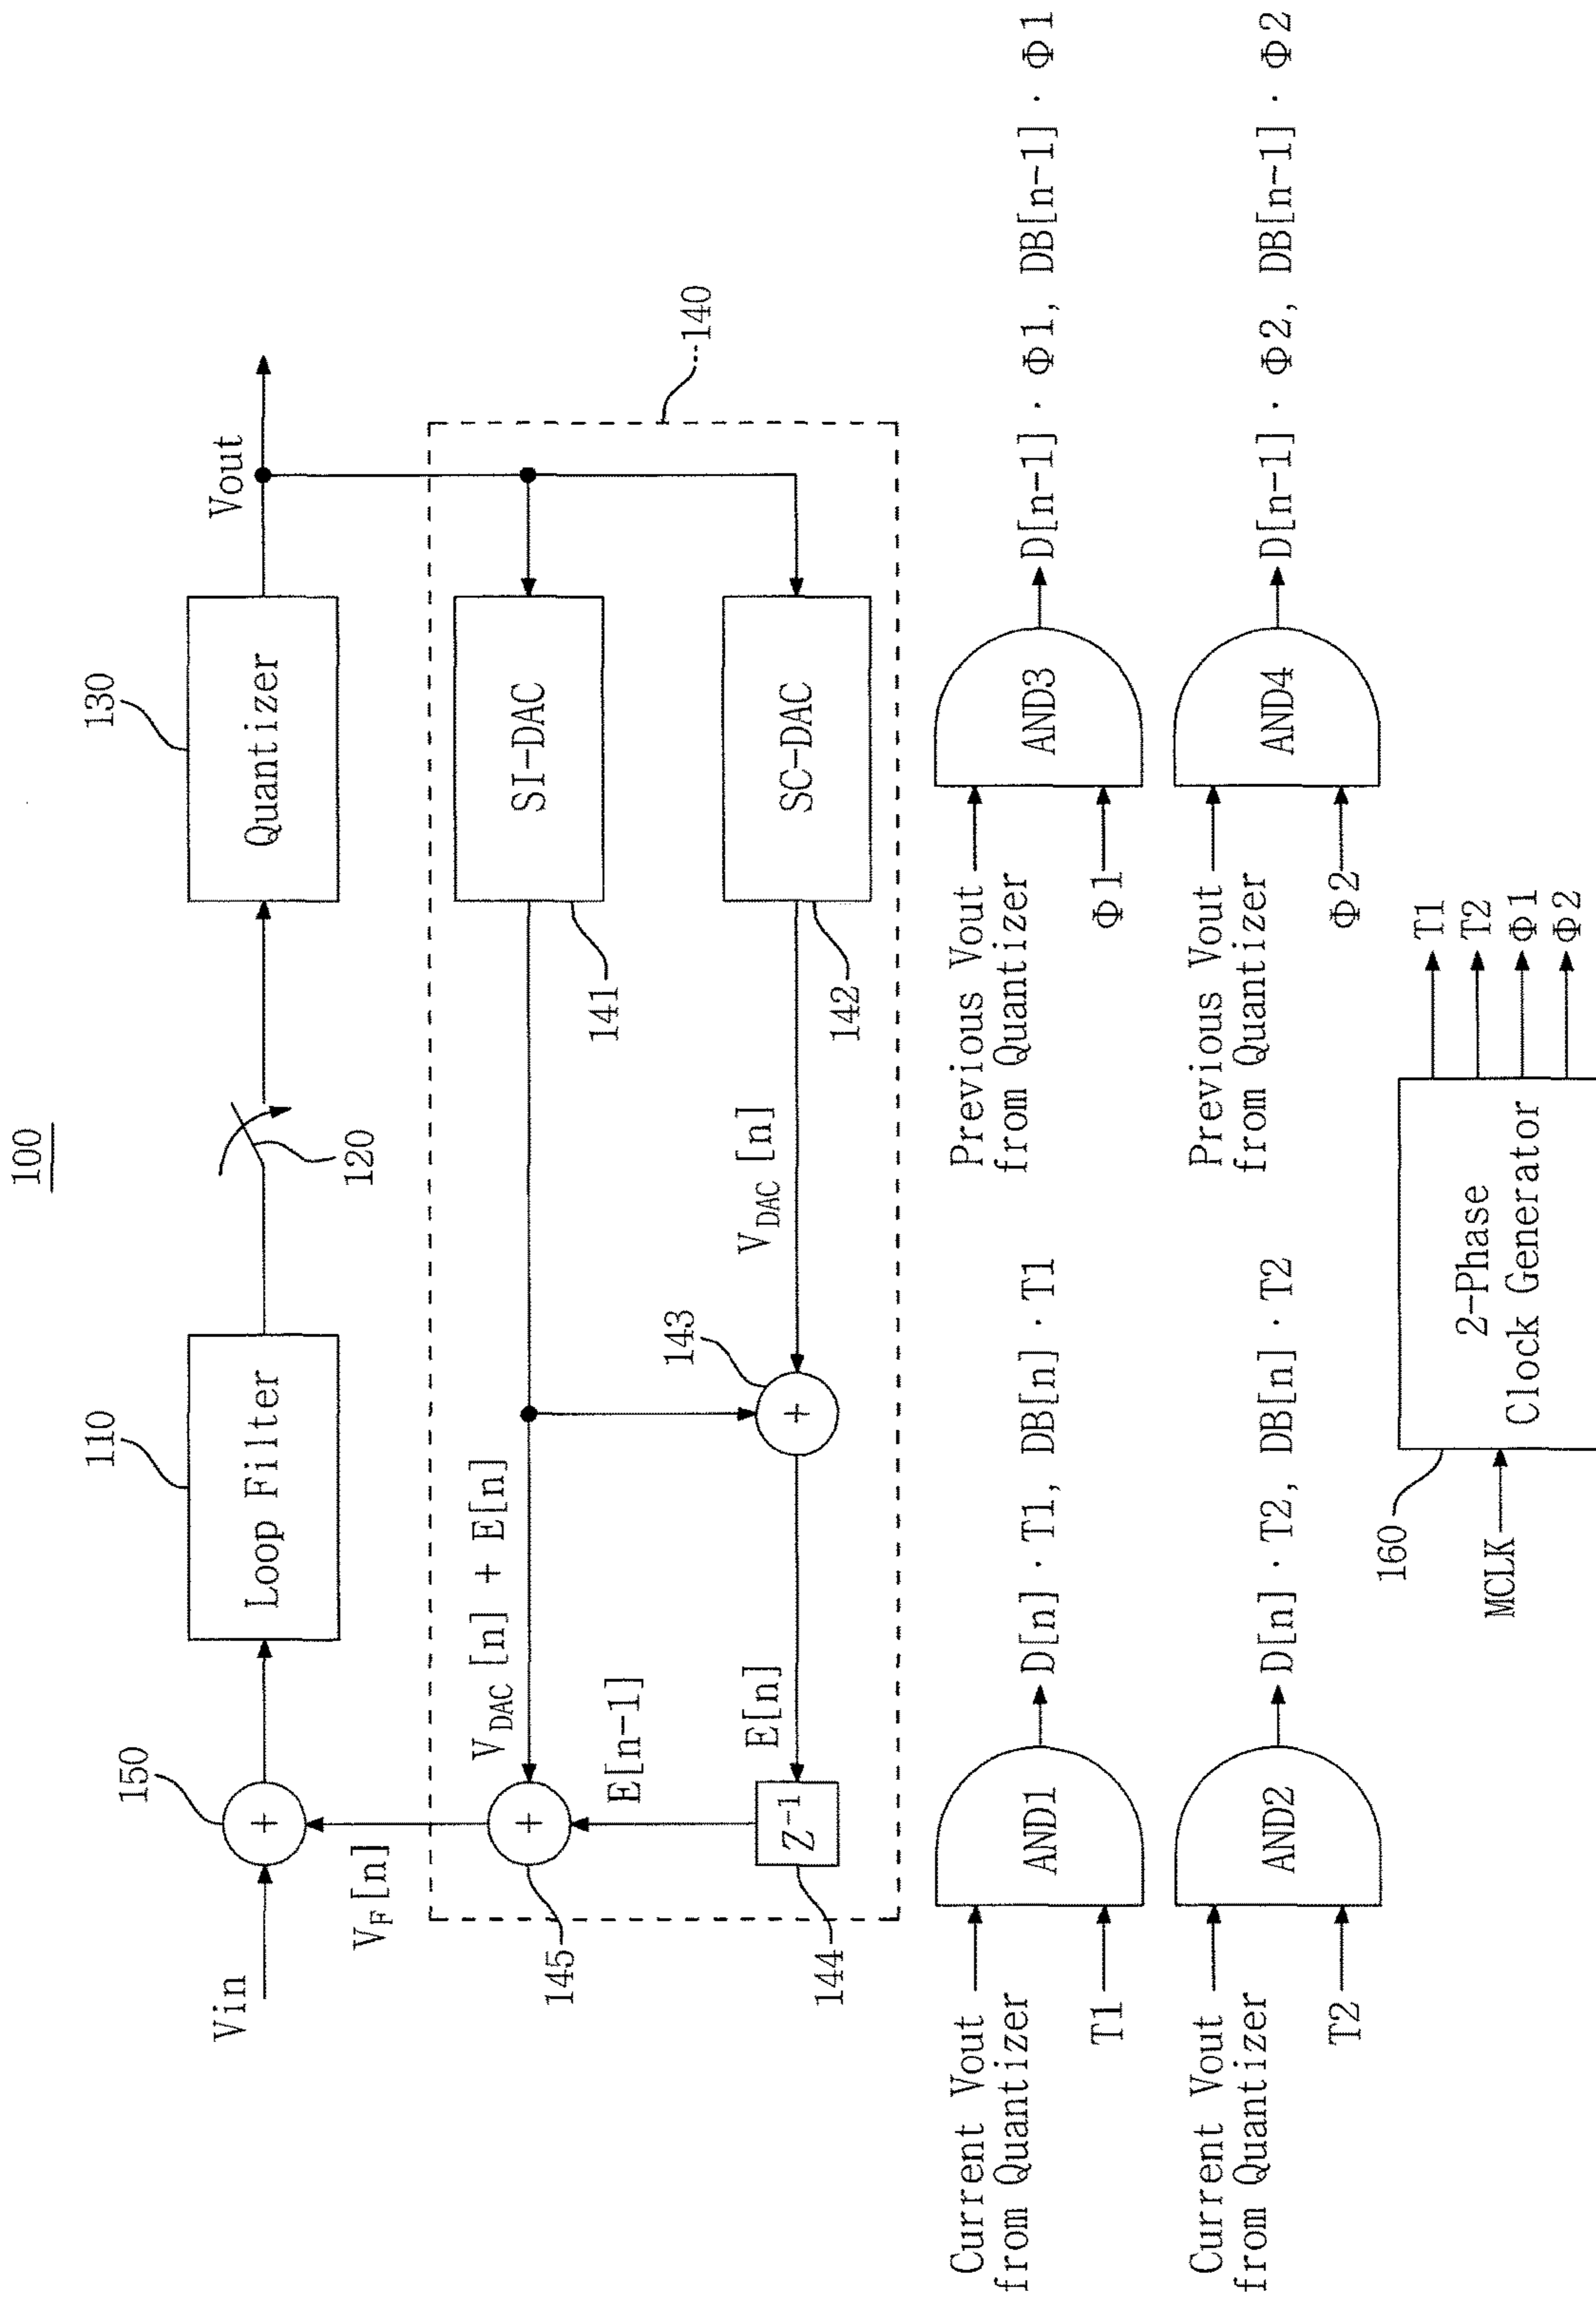 100
Vin
150
110
Loop Filter
120
130
Quantizer
Vout
V_F[n]
145
V_DAC[n] + E[n]
E[n-1]
141
SI-DAC
140
144
Z⁻¹
E[n]
143
V_DAC[n]
142
SC-DAC
Current Vout
from Quantizer
T1
AND1
D[n] · T1, DB[n] · T1
Previous Vout
from Quantizer
Φ1
AND3
D[n-1] · Φ1, DB[n-1] · Φ1
Current Vout
from Quantizer
T2
AND2
D[n] · T2, DB[n] · T2
Previous Vout
from Quantizer
Φ2
AND4
D[n-1] · Φ2, DB[n-1] · Φ2
160
MCLK
2-Phase
Clock Generator
T1
T2
Φ1
Φ2